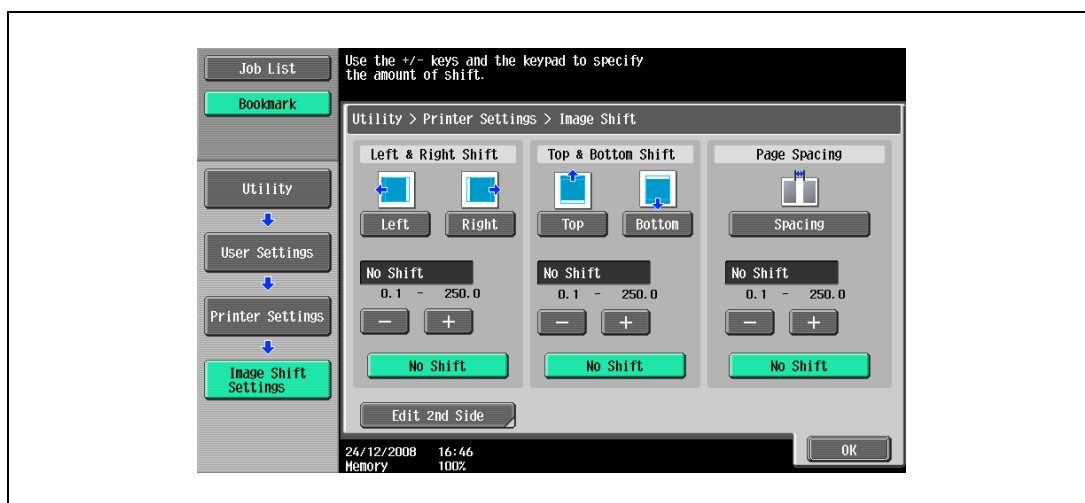 Job List
Bookmark
Use the +/- keys and the keypad to specify
the amount of shift.
Utility > Printer Settings > Image Shift
Utility
User Settings
Printer Settings
Image Shift
Settings
Left & Right Shift
Left Right
No Shift
0.1 - 250.0
− +
No Shift
Top & Bottom Shift
Top Bottom
No Shift
0.1 - 250.0
− +
No Shift
Page Spacing
Spacing
No Shift
0.1 - 250.0
− +
No Shift
Edit 2nd Side
24/12/2008 16:46
Memory 100%
OK